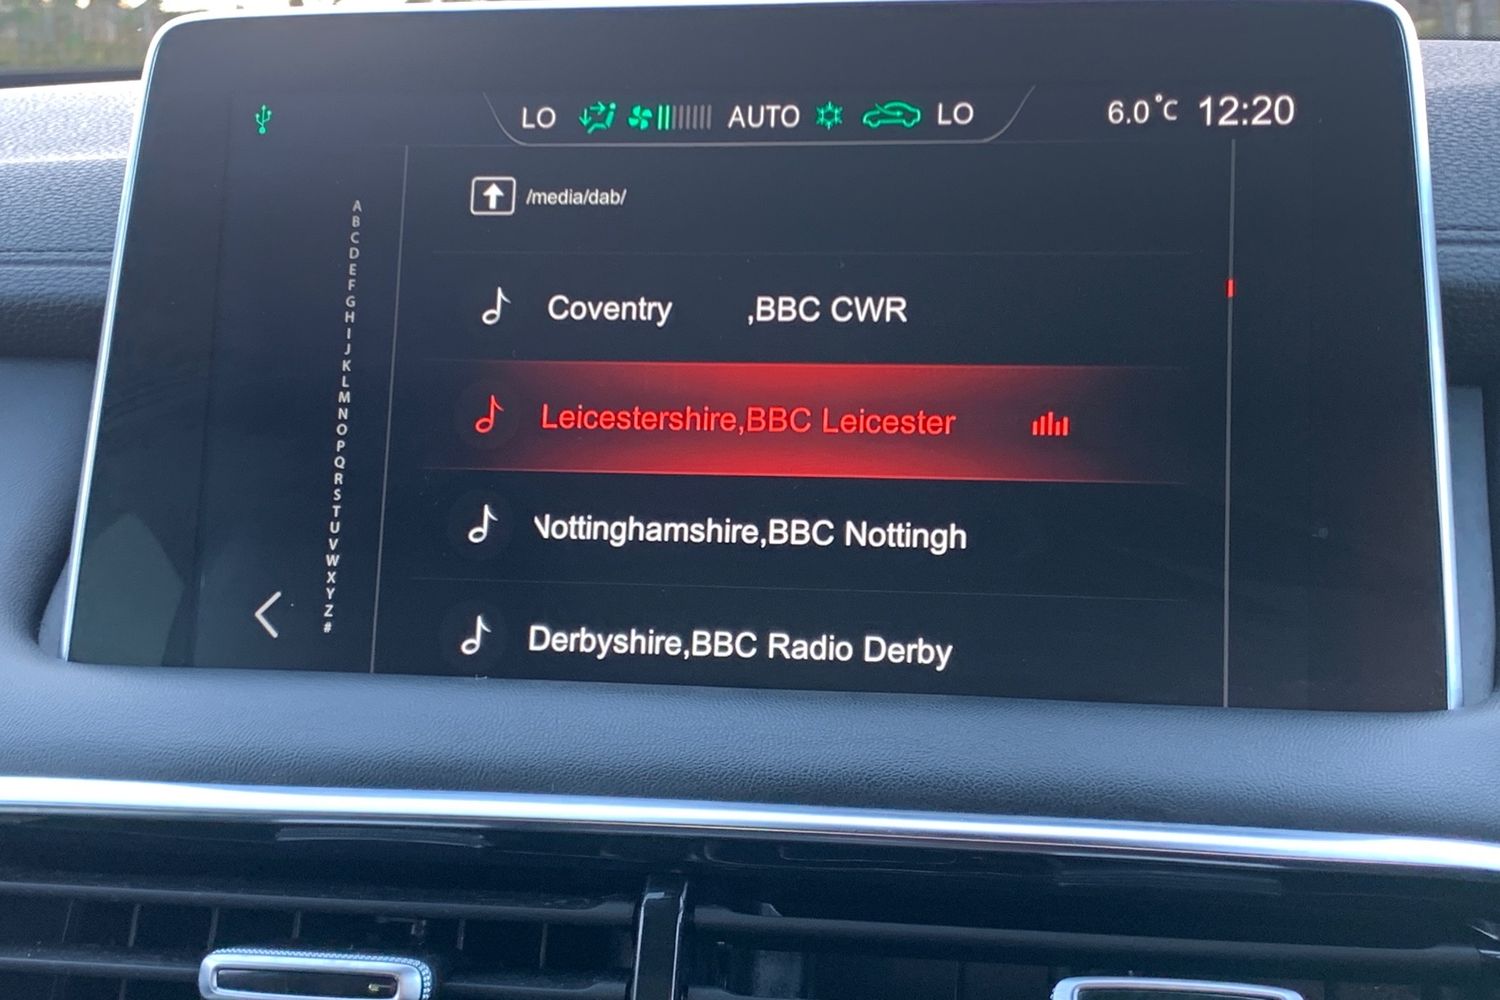 LO AUTO LO 6.0°C 12:20
/media/dab/
Coventry ,BBC CWR
Leicestershire,BBC Leicester
Nottinghamshire,BBC Nottingh
Derbyshire,BBC Radio Derby
A
B
C
D
E
F
G
H
I
J
K
L
M
N
O
P
Q
R
S
T
U
V
W
X
Y
Z
#